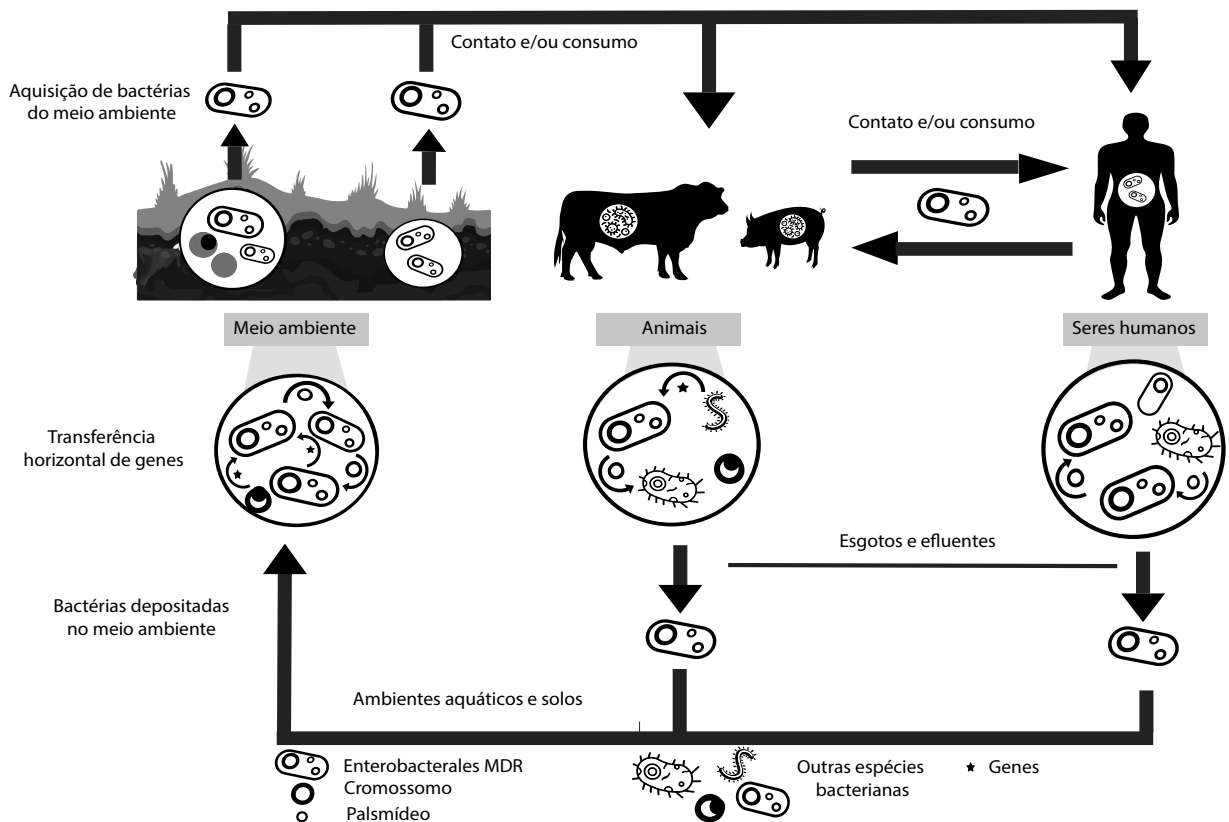 Contato e/ou consumo
Aquisição de bactérias
do meio ambiente
Contato e/ou consumo
Meio ambiente
Animais
Seres humanos
Transferência
horizontal de genes
Esgotos e efluentes
Bactérias depositadas
no meio ambiente
Ambientes aquáticos e solos
Enterobacterales MDR
Cromossomo
Palsmídeo
Outras espécies
bacterianas
Genes